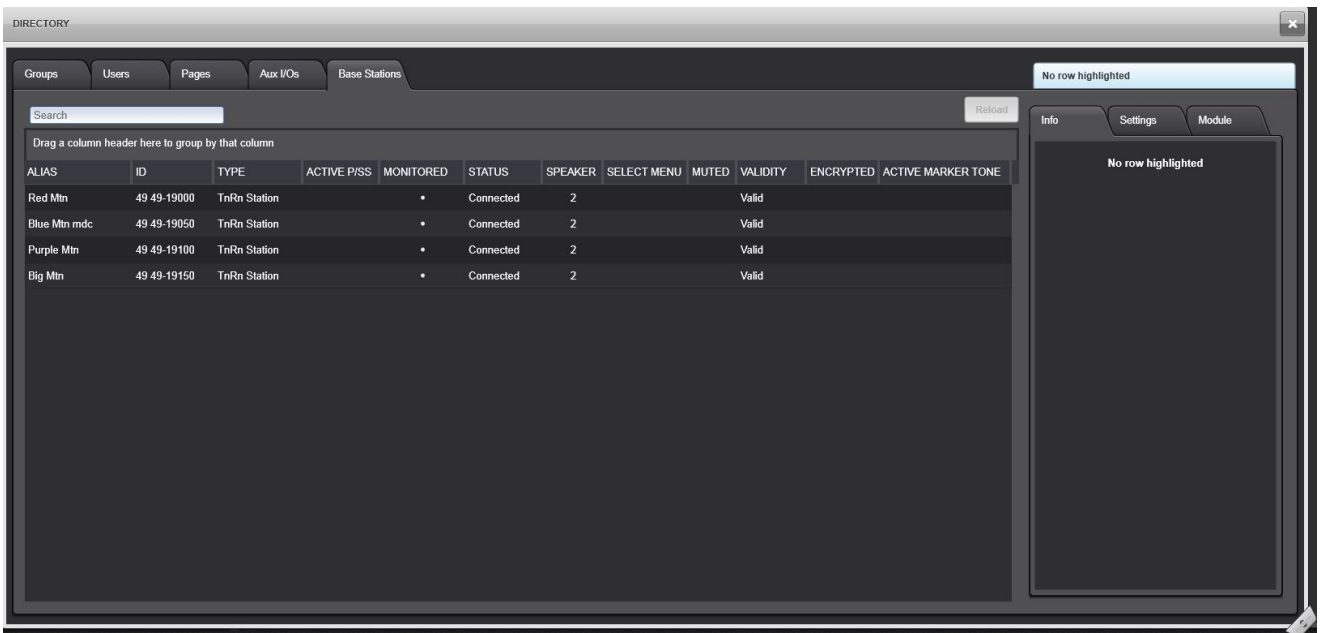 DIRECTORY
Groups Users Pages Aux I/Os Base Stations
No row highlighted
Search
Reload
Info Settings Module
Drag a column header here to group by that column
No row highlighted
ALIAS ID TYPE ACTIVE P/SS MONITORED STATUS SPEAKER SELECT MENU MUTED VALIDITY ENCRYPTED ACTIVE MARKER TONE
Red Mtn 49 49-19000 TnRn Station • Connected 2 Valid
Blue Mtn mdc 49 49-19050 TnRn Station • Connected 2 Valid
Purple Mtn 49 49-19100 TnRn Station • Connected 2 Valid
Big Mtn 49 49-19150 TnRn Station • Connected 2 Valid